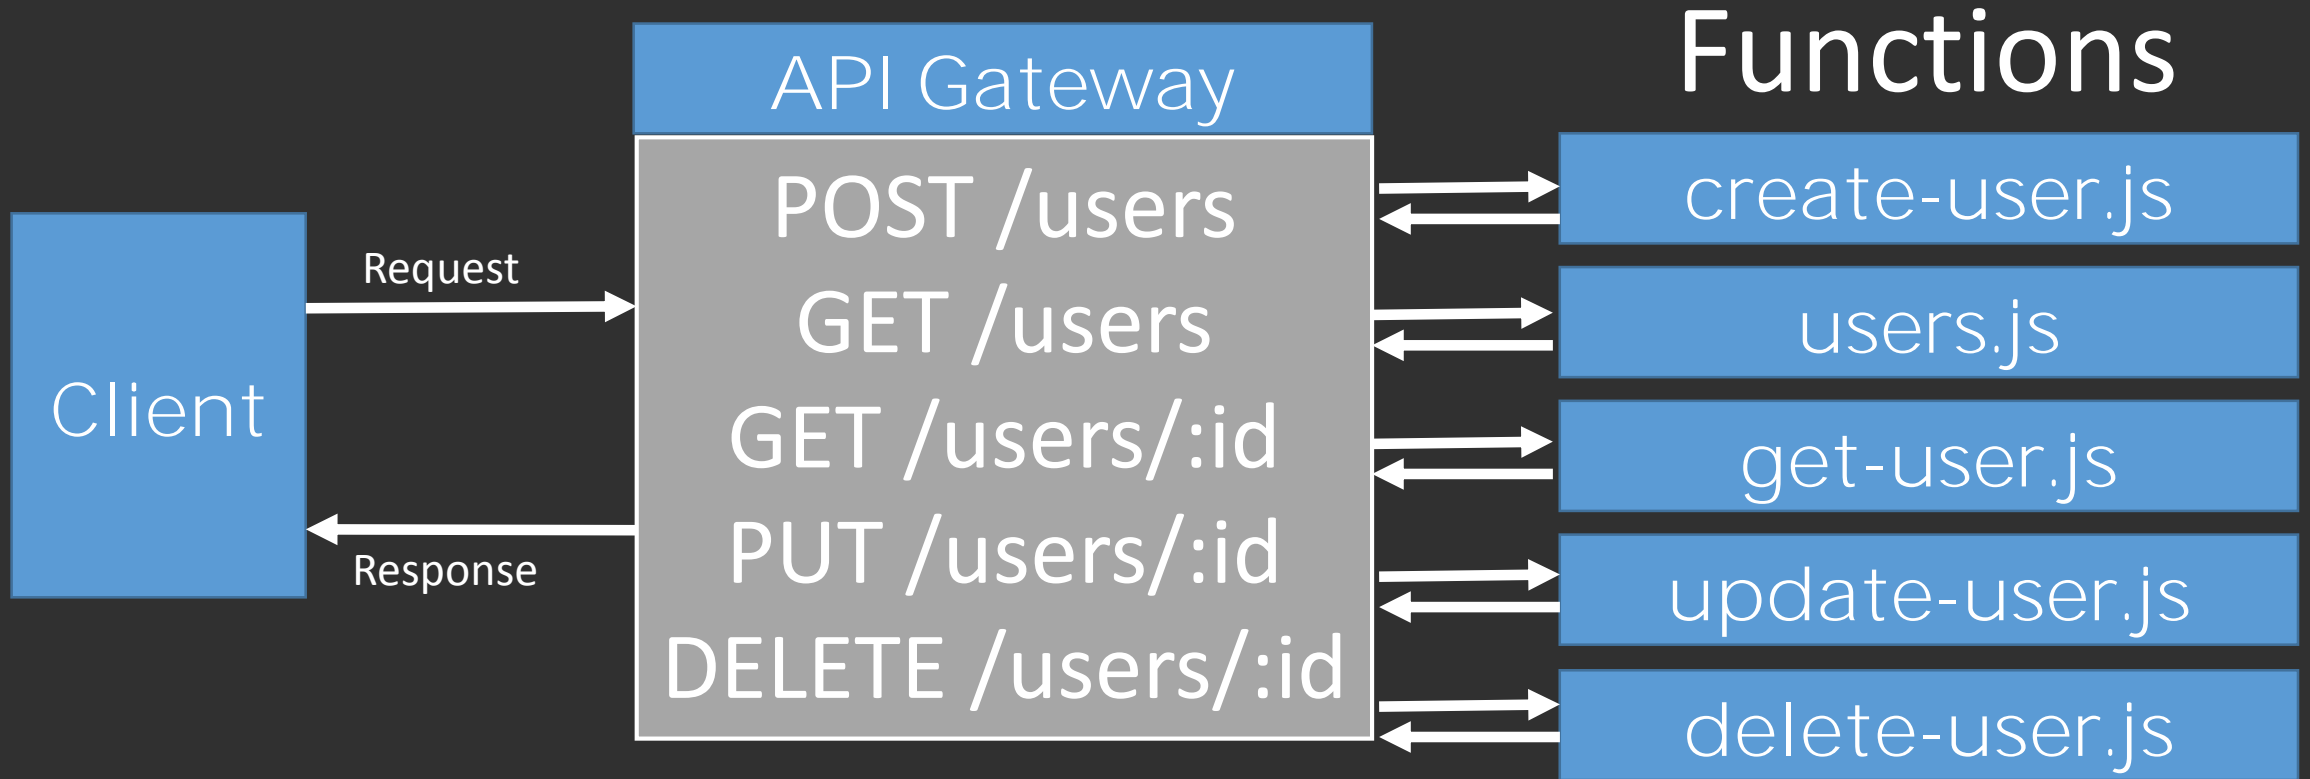 Functions
API Gateway
POST /users
GET /users
GET /users/:id
PUT /users/:id
DELETE /users/:id
Client
Request
Response
create-user.js
users.js
get-user.js
update-user.js
delete-user.js